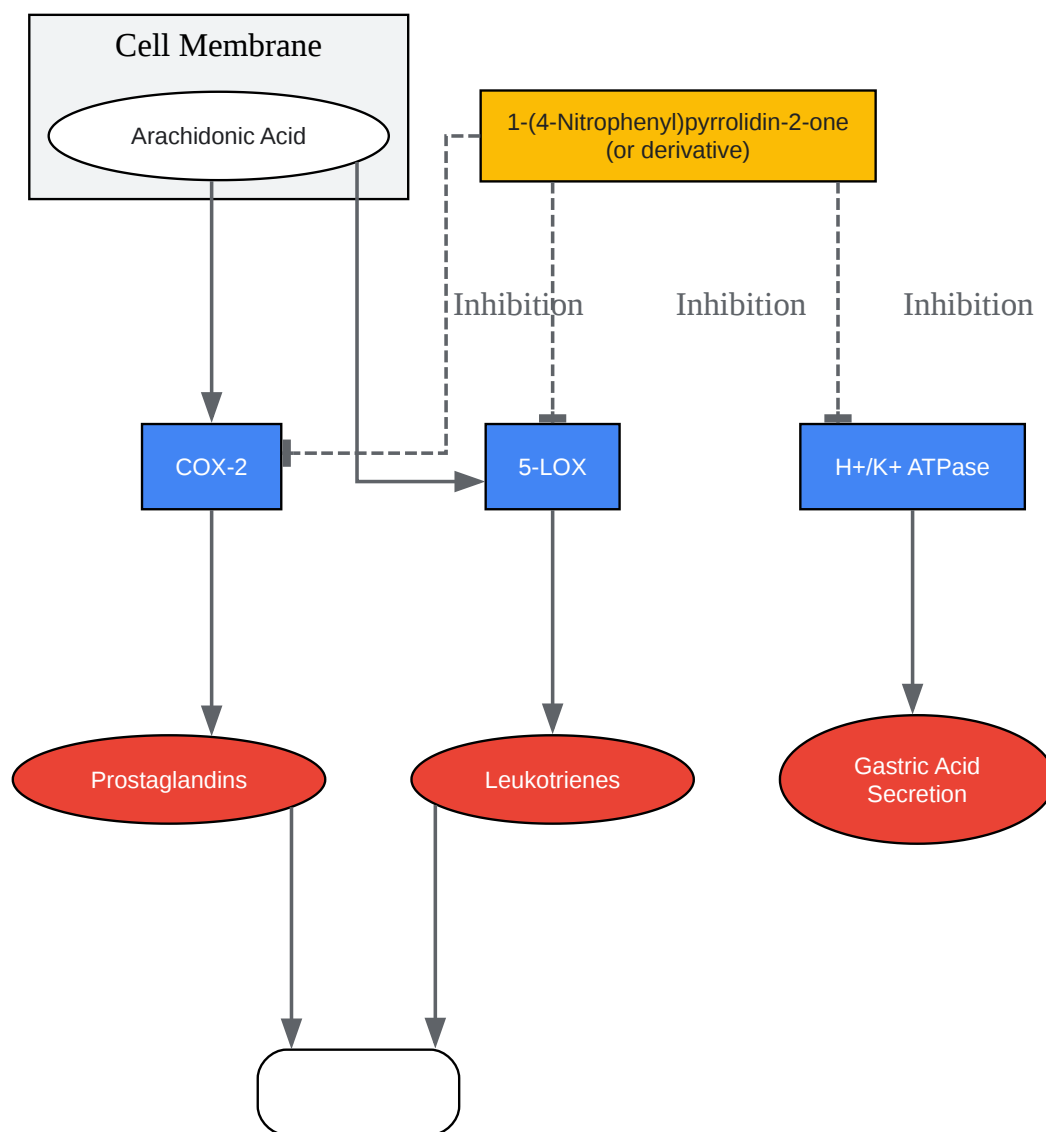 Cell Membrane
Arachidonic Acid
1-(4-Nitrophenyl)pyrrolidin-2-one
(or derivative)
Inhibition
Inhibition
Inhibition
COX-2
5-LOX
H+/K+ ATPase
Prostaglandins
Leukotrienes
Gastric Acid
Secretion